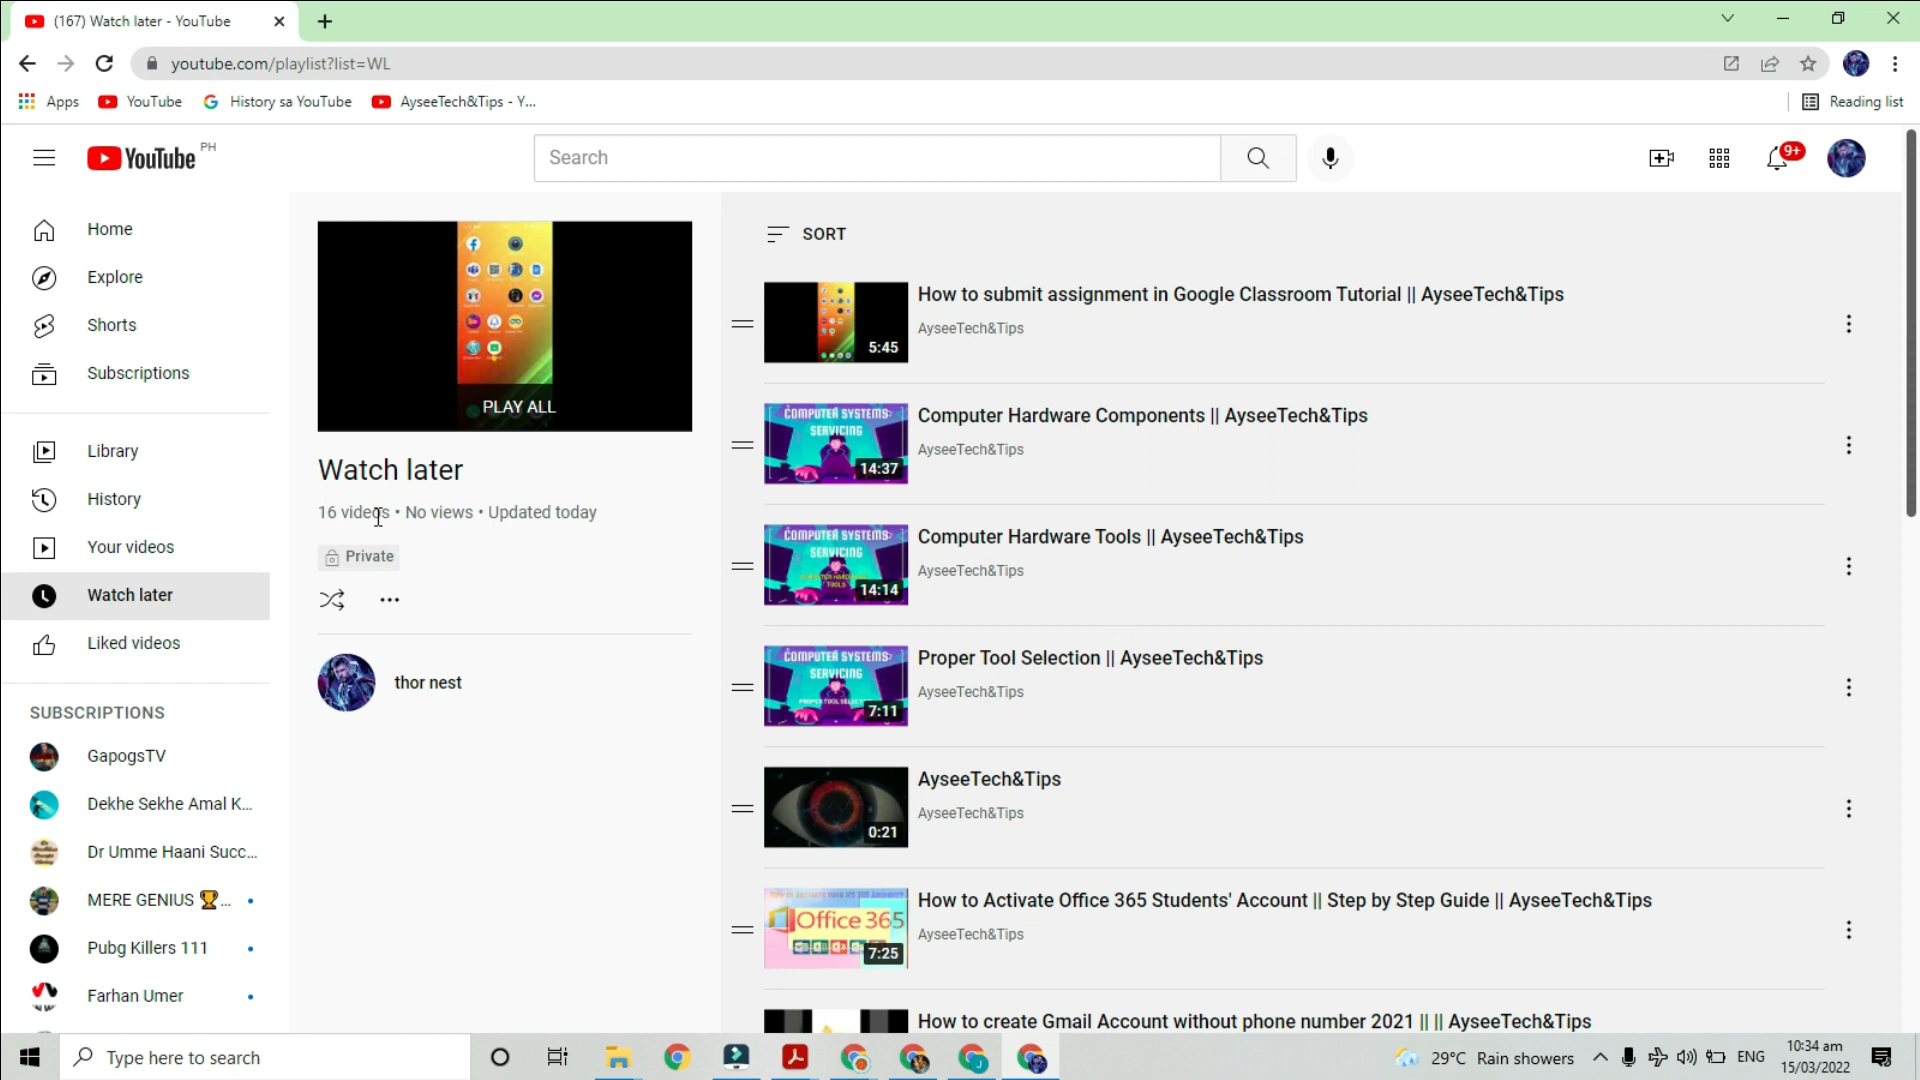 (167) Watch later - YouTube
youtube.com/playlist?list=WL
Apps
YouTube
History sa YouTube
AyseeTech&Tips - Y...
Reading list
YouTube PH
Search
9+
Home
Explore
Shorts
Subscriptions
Library
History
Your videos
Watch later
Liked videos
SUBSCRIPTIONS
GapogsTV
Dekhe Sekhe Amal K...
Dr Umme Haani Succ...
MERE GENIUS 🏆...
Pubg Killers 111
Farhan Umer
PLAY ALL
Watch later
16 videos • No views • Updated today
Private
thor nest
SORT
How to submit assignment in Google Classroom Tutorial || AyseeTech&Tips
AyseeTech&Tips
5:45
Computer Hardware Components || AyseeTech&Tips
AyseeTech&Tips
COMPUTER SYSTEMS
SERVICING
14:37
Computer Hardware Tools || AyseeTech&Tips
AyseeTech&Tips
COMPUTER SYSTEMS
SERVICING
COMPUTER HARDWARE
TOOLS
14:14
Proper Tool Selection || AyseeTech&Tips
AyseeTech&Tips
COMPUTER SYSTEMS
SERVICING
7:11
AyseeTech&Tips
AyseeTech&Tips
0:21
How to Activate Office 365 Students' Account || Step by Step Guide || AyseeTech&Tips
AyseeTech&Tips
Office 365
7:25
How to create Gmail Account without phone number 2021 || || AyseeTech&Tips
Type here to search
29°C Rain showers
ENG
10:34 am
15/03/2022